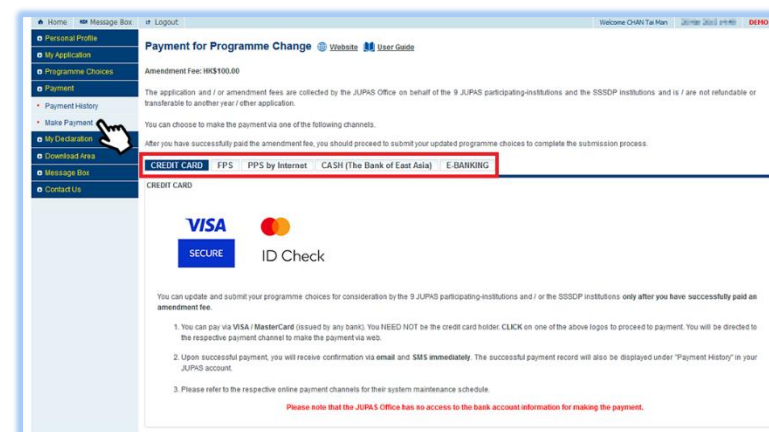 Home Message Box Logout Welcome CHAN Tai Man DEMO
Personal Profile
My Application
Programme Choices
Payment
Payment History
Make Payment
My Declaration
Download Area
Message Box
Contact Us
Payment for Programme Change Website User Guide
Amendment Fee: HK$100.00
The application and / or amendment fees are collected by the JUPAS Office on behalf of the 9 JUPAS participating-institutions and the SSSDP institutions and is / are not refundable or
transferable to another year / other application.
You can choose to make the payment via one of the following channels.
After you have successfully paid the amendment fee, you should proceed to submit your updated programme choices to complete the submission process.
CREDIT CARD FPS PPS by Internet CASH (The Bank of East Asia) E-BANKING
CREDIT CARD
VISA
SECURE
ID Check
You can update and submit your programme choices for consideration by the 9 JUPAS participating-institutions and / or the SSSDP institutions only after you have successfully paid an
amendment fee.
1. You can pay via VISA / MasterCard (issued by any bank). You NEED NOT be the credit card holder. CLICK on one of the above logos to proceed to payment. You will be directed to
the respective payment channel to make the payment via web.
2. Upon successful payment, you will receive confirmation via email and SMS immediately. The successful payment record will also be displayed under "Payment History" in your
JUPAS account.
3. Please refer to the respective online payment channels for their system maintenance schedule.
Please note that the JUPAS Office has no access to the bank account information for making the payment.